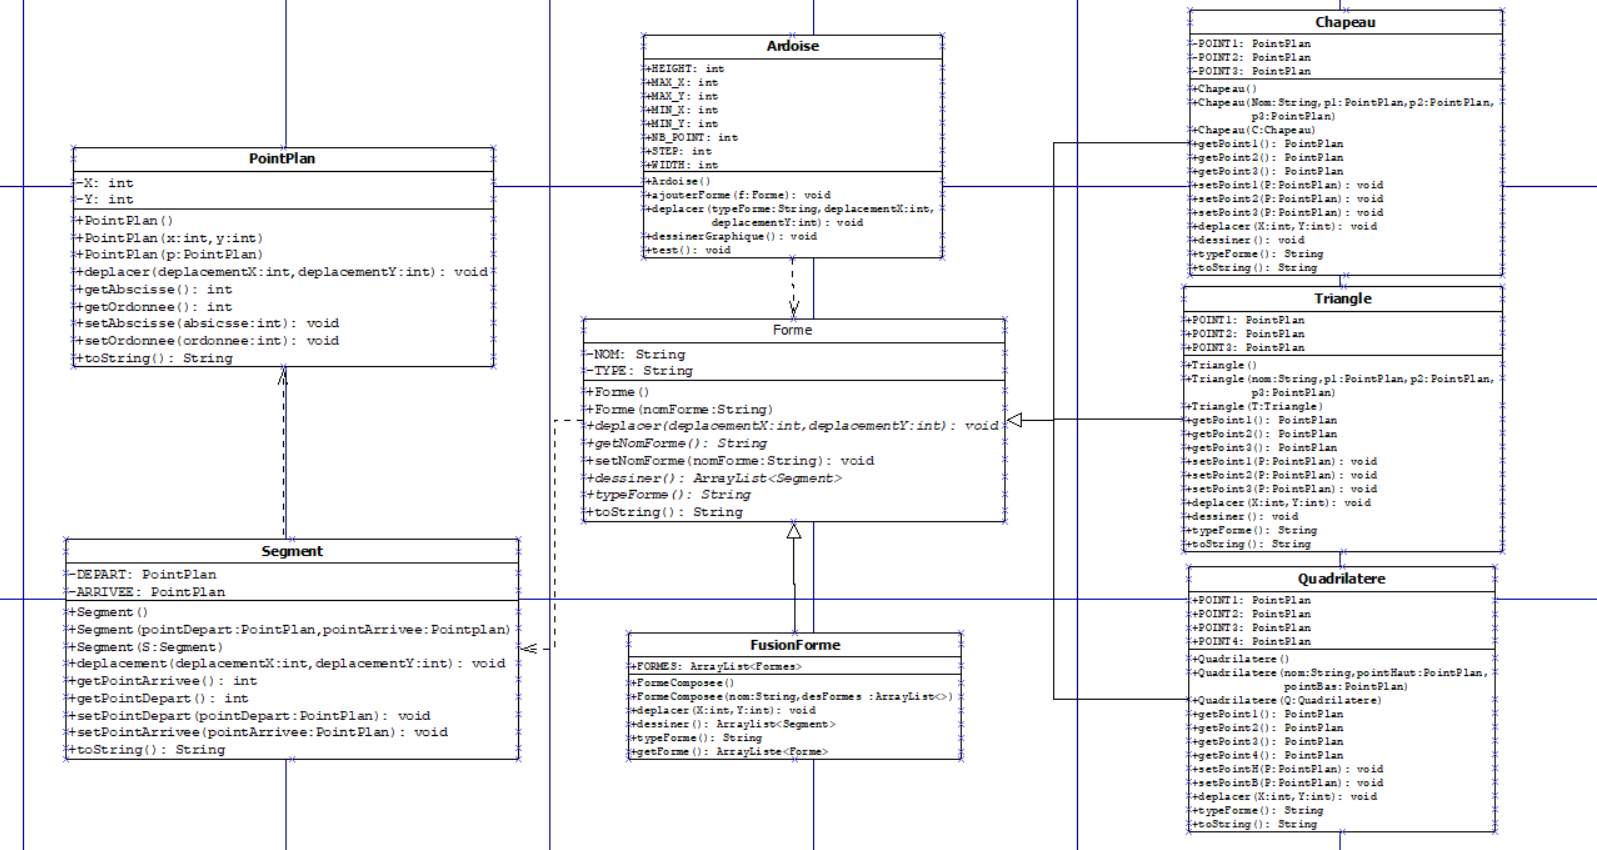 PointPlan
-X: int
-Y: int
+PointPlan()
+PointPlan(x:int,y:int)
+PointPlan(p:PointPlan)
+deplacer(deplacementX:int,deplacementY:int): void
+getAbscisse(): int
+getOrdonnee(): int
+setAbscisse(absicsse:int): void
+setOrdonnee(ordonnee:int): void
+toString(): String
Segment
-DEPART: PointPlan
-ARRIVEE: PointPlan
+Segment()
+Segment(pointDepart:PointPlan,pointArrivee:Pointplan)
+Segment(S:Segment)
+deplacement(deplacementX:int,deplacementY:int): void
+getPointArrivee(): int
+getPointDepart(): int
+setPointDepart(pointDepart:PointPlan): void
+setPointArrivee(pointArrivee:PointPlan): void
+toString(): String
Ardoise
+HEIGHT: int
+MAX_X: int
+MAX_Y: int
+MIN_X: int
+MIN_Y: int
+NB_POINT: int
+STEP: int
+WIDTH: int
+Ardoise()
+ajouterForme(f:Forme): void
+deplacer(typeForme:String,deplacementX:int,
deplacementY:int): void
+dessinerGraphique(): void
+test(): void
Forme
-NOM: String
-TYPE: String
+Forme()
+Forme(nomForme:String)
+deplacer(deplacementX:int,deplacementY:int): void
+getNomForme(): String
+setNomForme(nomForme:String): void
+dessiner(): ArrayList<Segment>
+typeForme(): String
+toString(): String
FusionForme
+FORMES: ArrayList<Formes>
+FormeComposee()
+FormeComposee(nom:String,desFormes :ArrayList<>)
+deplacer(X:int,Y:int): void
+dessiner(): Arraylist<Segment>
+typeForme(): String
+getForme(): ArrayListe<Forme>
Chapeau
-POINT1: PointPlan
-POINT2: PointPlan
-POINT3: PointPlan
+Chapeau()
+Chapeau(Nom:String,p1:PointPlan,p2:PointPlan,
p3:PointPlan)
+Chapeau(C:Chapeau)
+getPoint1(): PointPlan
+getPoint2(): PointPlan
+getPoint3(): PointPlan
+setPoint1(P:PointPlan): void
+setPoint2(P:PointPlan): void
+setPoint3(P:PointPlan): void
+deplacer(X:int,Y:int): void
+dessiner(): void
+typeForme(): String
+toString(): String
Triangle
+POINT1: PointPlan
+POINT2: PointPlan
+POINT3: PointPlan
+Triangle()
+Triangle(nom:String,p1:PointPlan,p2:PointPlan,
p3:PointPlan)
+Triangle(T:Triangle)
+getPoint1(): PointPlan
+getPoint2(): PointPlan
+getPoint3(): PointPlan
+setPoint1(P:PointPlan): void
+setPoint2(P:PointPlan): void
+setPoint3(P:PointPlan): void
+deplacer(X:int,Y:int): void
+dessiner(): void
+typeForme(): String
+toString(): String
Quadrilatere
+POINT1: PointPlan
+POINT2: PointPlan
+POINT3: PointPlan
+POINT4: PointPlan
+Quadrilatere()
+Quadrilatere(nom:String,pointHaut:PointPlan,
pointBas:PointPlan)
+Quadrilatere(Q:Quadrilatere)
+getPoint1(): PointPlan
+getPoint2(): PointPlan
+getPoint3(): PointPlan
+getPoint4(): PointPlan
+setPointH(P:PointPlan): void
+setPointB(P:PointPlan): void
+deplacer(X:int,Y:int): void
+typeForme(): String
+toString(): String